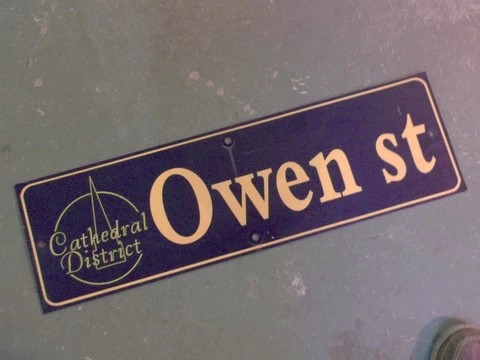 Cathedral
District
Owen st